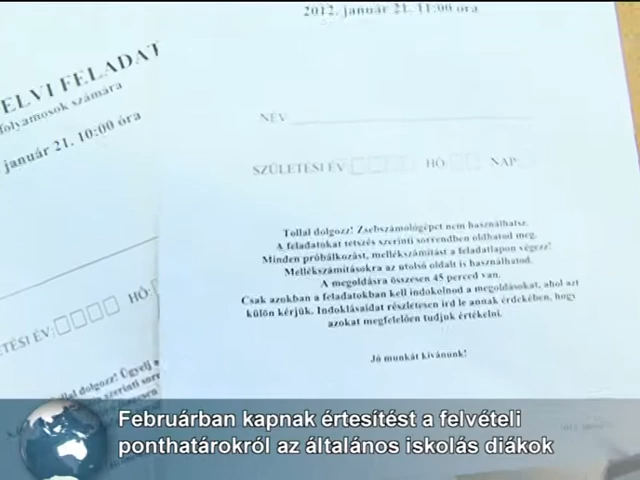 ELVI FELADAT
folyamosok számára
január 21. 10:00 óra
2012. január 21. 11:00 óra
NÉV
SZÜLETÉSI ÉV HÓ NAP
Tollal dolgozz! Zsebszámológépet nem használhatsz.
A feladatokat tetszés szerinti sorrendben oldhatod meg.
Minden próbálkozást, mellékszámítást a feladatlapon végezz!
Mellékszámításokra az utolsó oldalt is használhatod.
A megoldásra összesen 45 perced van.
Csak azokban a feladatokban kell indokolnod a megoldásokat, ahol azt
külön kérjük. Indoklásaidat részletesen írd le annak érdekében, hogy
azokat megfelelően tudjuk értékelni.
Jó munkát kívánunk!
ETÉSI ÉV: HÓ:
dolgozz! Ügyelj
szerinti
Februárban kapnak értesítést a felvételi
ponthatárokról az általános iskolás diákok